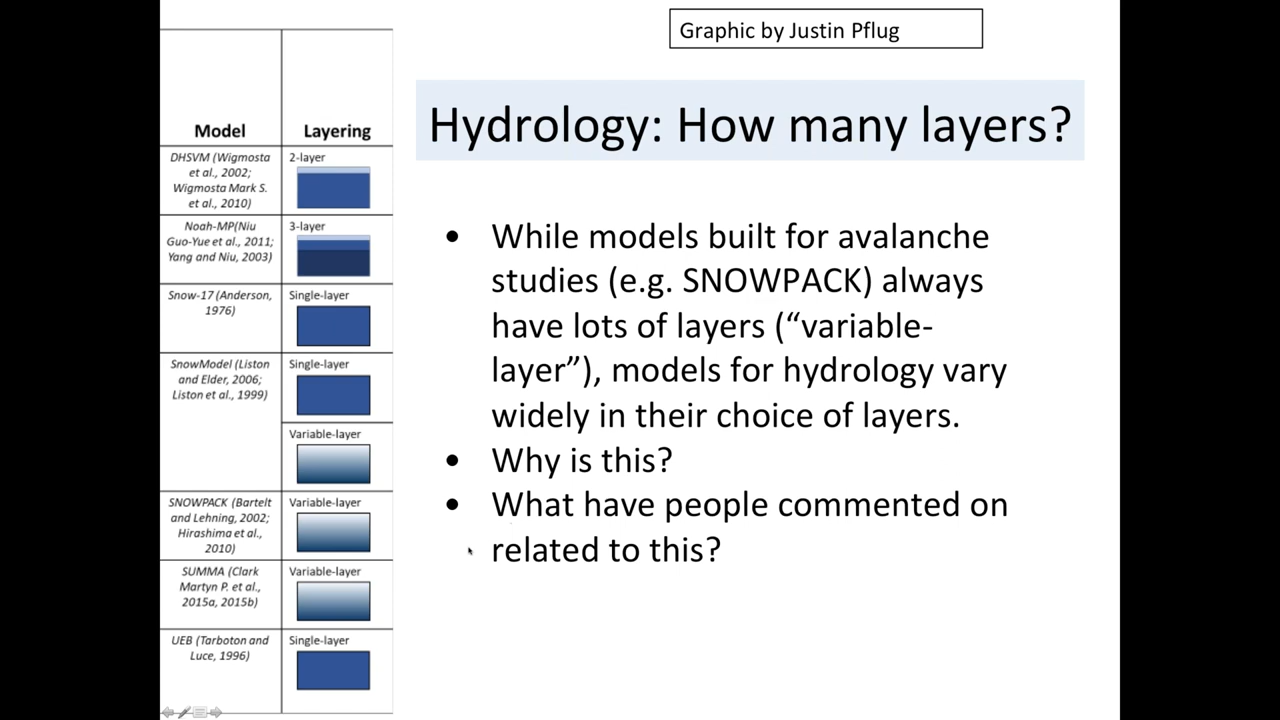 Graphic by Justin Pflug
Hydrology: How many layers?
Model
Layering
DHSVM (Wigmosta
et al., 2002;
Wigmosta Mark S.
et al., 2010)
2-layer
Noah-MP(Niu
Guo-Yue et al., 2011;
Yang and Niu, 2003)
3-layer
Snow-17 (Anderson,
1976)
Single-layer
SnowModel (Liston
and Elder, 2006;
Liston et al., 1999)
Single-layer
Variable-layer
SNOWPACK (Bartelt
and Lehning, 2002;
Hirashima et al.,
2010)
Variable-layer
SUMMA (Clark
Martyn P. et al.,
2015a, 2015b)
Variable-layer
UEB (Tarboton and
Luce, 1996)
Single-layer
• While models built for avalanche
studies (e.g. SNOWPACK) always
have lots of layers (“variable-
layer”), models for hydrology vary
widely in their choice of layers.
• Why is this?
• What have people commented on
related to this?